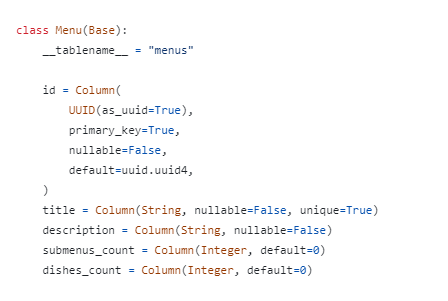 class Menu(Base):
    __tablename__ = "menus"

    id = Column(
        UUID(as_uuid=True),
        primary_key=True,
        nullable=False,
        default=uuid.uuid4,
    )
    title = Column(String, nullable=False, unique=True)
    description = Column(String, nullable=False)
    submenus_count = Column(Integer, default=0)
    dishes_count = Column(Integer, default=0)